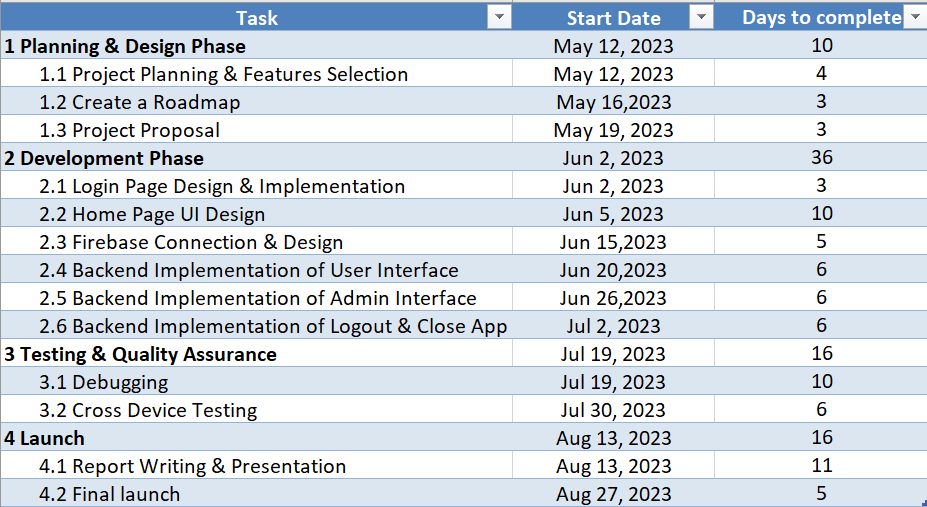 Task Start Date Days to complete
1 Planning & Design Phase May 12, 2023 10
1.1 Project Planning & Features Selection May 12, 2023 4
1.2 Create a Roadmap May 16,2023 3
1.3 Project Proposal May 19, 2023 3
2 Development Phase Jun 2, 2023 36
2.1 Login Page Design & Implementation Jun 2, 2023 3
2.2 Home Page UI Design Jun 5, 2023 10
2.3 Firebase Connection & Design Jun 15,2023 5
2.4 Backend Implementation of User Interface Jun 20,2023 6
2.5 Backend Implementation of Admin Interface Jun 26,2023 6
2.6 Backend Implementation of Logout & Close App Jul 2, 2023 6
3 Testing & Quality Assurance Jul 19, 2023 16
3.1 Debugging Jul 19, 2023 10
3.2 Cross Device Testing Jul 30, 2023 6
4 Launch Aug 13, 2023 16
4.1 Report Writing & Presentation Aug 13, 2023 11
4.2 Final launch Aug 27, 2023 5